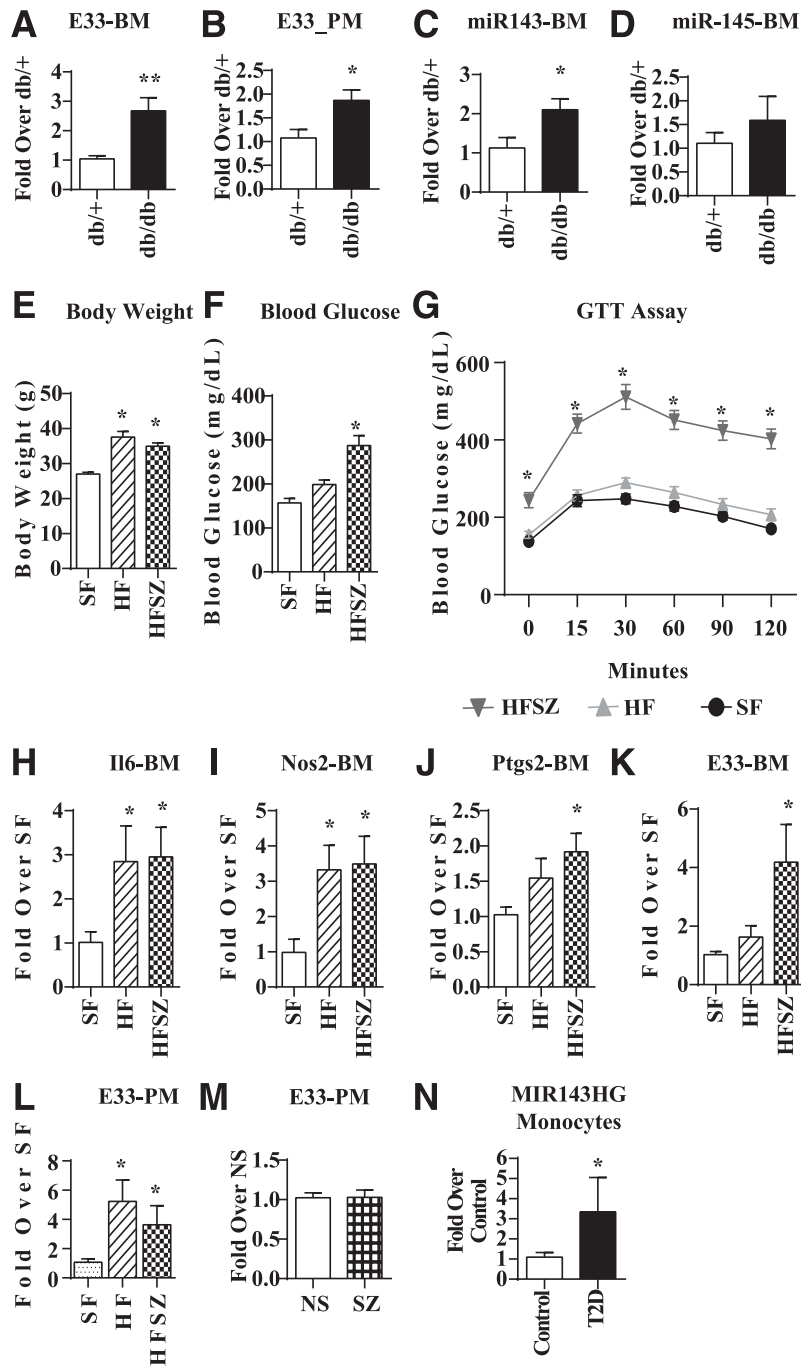 A E33-BM
Fold Over db/+
4
3
2
1
0
**
db/+
db/db
B E33_PM
Fold Over db/+
2.5
2.0
1.5
1.0
0.5
0.0
*
db/+
db/db
C miR143-BM
Fold Over db/+
3
2
1
0
*
db/+
db/db
D miR-145-BM
Fold Over db/+
2.5
2.0
1.5
1.0
0.5
0.0
db/+
db/db
E Body Weight
Body Weight (g)
50
40
30
20
10
0
* *
SF
HF
HFSZ
F Blood Glucose
Blood Glucose (mg/dL)
400
300
200
100
0
*
SF
HF
HFSZ
G GTT Assay
Blood Glucose (mg/dL)
600
400
200
0
* * * * * *
0 15 30 60 90 120
Minutes
HFSZ HF SF
H Il6-BM
Fold Over SF
4
3
2
1
0
* *
SF
HF
HFSZ
I Nos2-BM
Fold Over SF
5
4
3
2
1
0
* *
SF
HF
HFSZ
J Ptgs2-BM
Fold Over SF
2.5
2.0
1.5
1.0
0.5
0.0
*
SF
HF
HFSZ
K E33-BM
Fold Over SF
6
4
2
0
*
SF
HF
HFSZ
L E33-PM
Fold Over SF
8
6
4
2
0
* *
SF
HF
HFSZ
M E33-PM
Fold Over NS
1.5
1.0
0.5
0.0
NS SZ
N MIR143HG
Monocytes
Fold Over
Control
6
5
4
3
2
1
0
*
Control
T2D